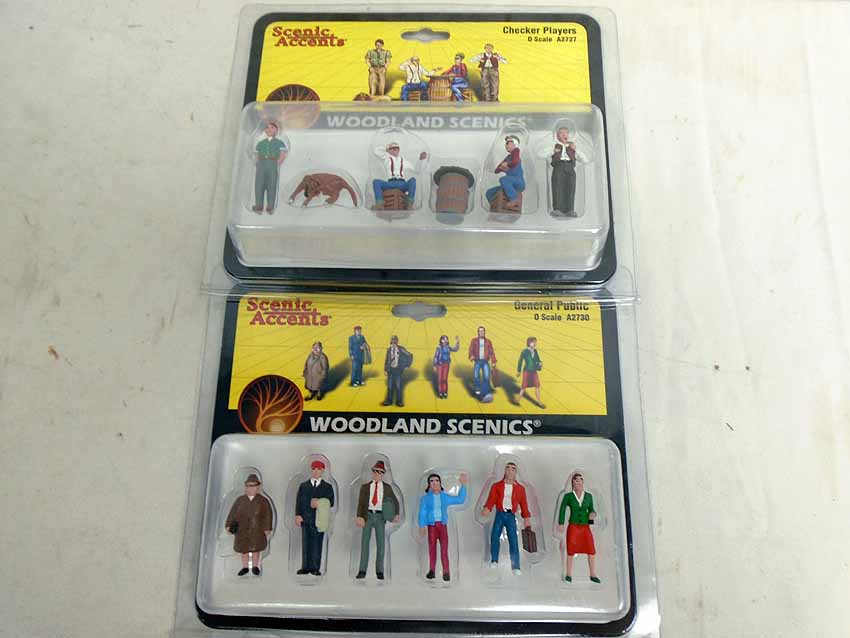 Scenic
Accents®
Checker Players
O Scale A2727
WOODLAND SCENICS®
Scenic
Accents®
General Public
O Scale A2730
WOODLAND SCENICS®